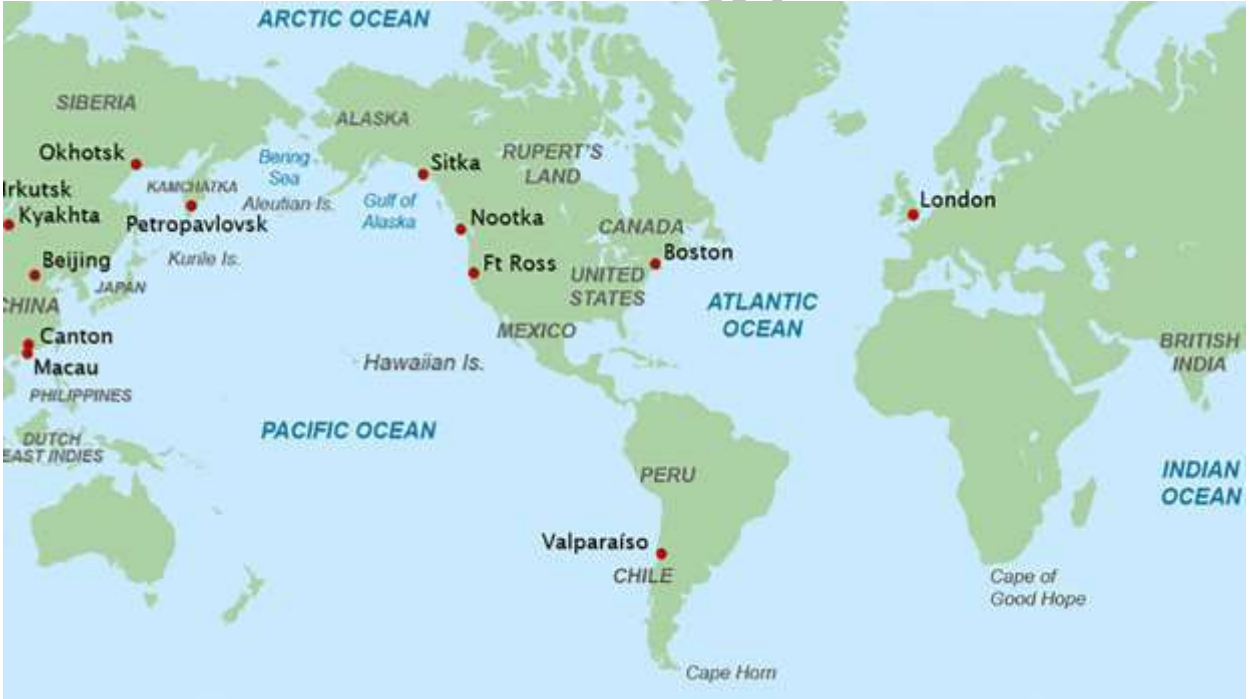 ARCTIC OCEAN
SIBERIA
ALASKA
Okhotsk
Bering
Sea
Sitka
RUPERT'S
LAND
KAMCHATKA
Irkutsk
Kyakhta
Aleutian Is.
Gulf of
Alaska
Petropavlovsk
Nootka
CANADA
London
Kurile Is.
Beijing
Ft Ross
Boston
JAPAN
UNITED
STATES
CHINA
ATLANTIC
OCEAN
MEXICO
Canton
Macau
Hawaiian Is.
BRITISH
INDIA
PHILIPPINES
PACIFIC OCEAN
DUTCH
EAST INDIES
PERU
INDIAN
OCEAN
Valparaíso
CHILE
Cape of
Good Hope
Cape Horn